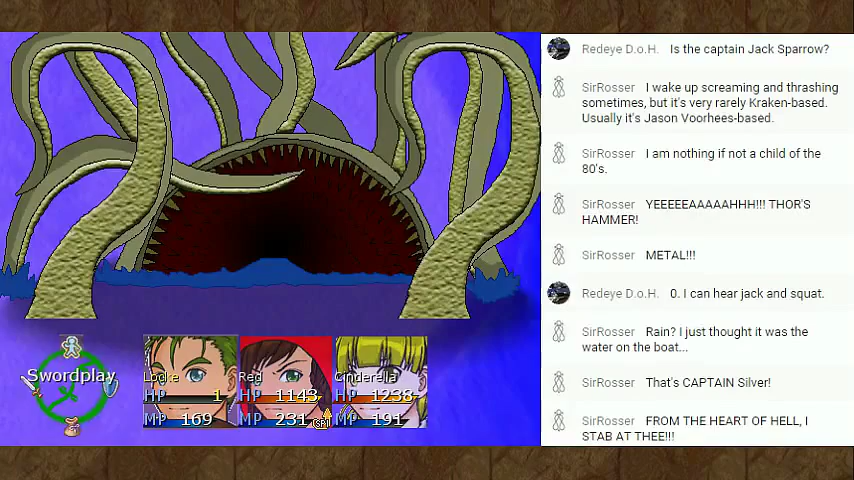 Redeye D.o.H. Is the captain Jack Sparrow?
SirRosser I wake up screaming and thrashing
sometimes, but it's very rarely Kraken-based.
Usually it's Jason Voorhees-based.
SirRosser I am nothing if not a child of the
80's.
SirRosser YEEEEEAAAAAHHH!!! THOR'S
HAMMER!
SirRosser METAL!!!
Redeye D.o.H. 0. I can hear jack and squat.
SirRosser Rain? I just thought it was the
water on the boat...
SirRosser That's CAPTAIN Silver!
SirRosser FROM THE HEART OF HELL, I
STAB AT THEE!!!
Swordplay
Locke Red Cinderella
HP 1 HP 1143 HP 1238
MP 169 MP 231 MP 191